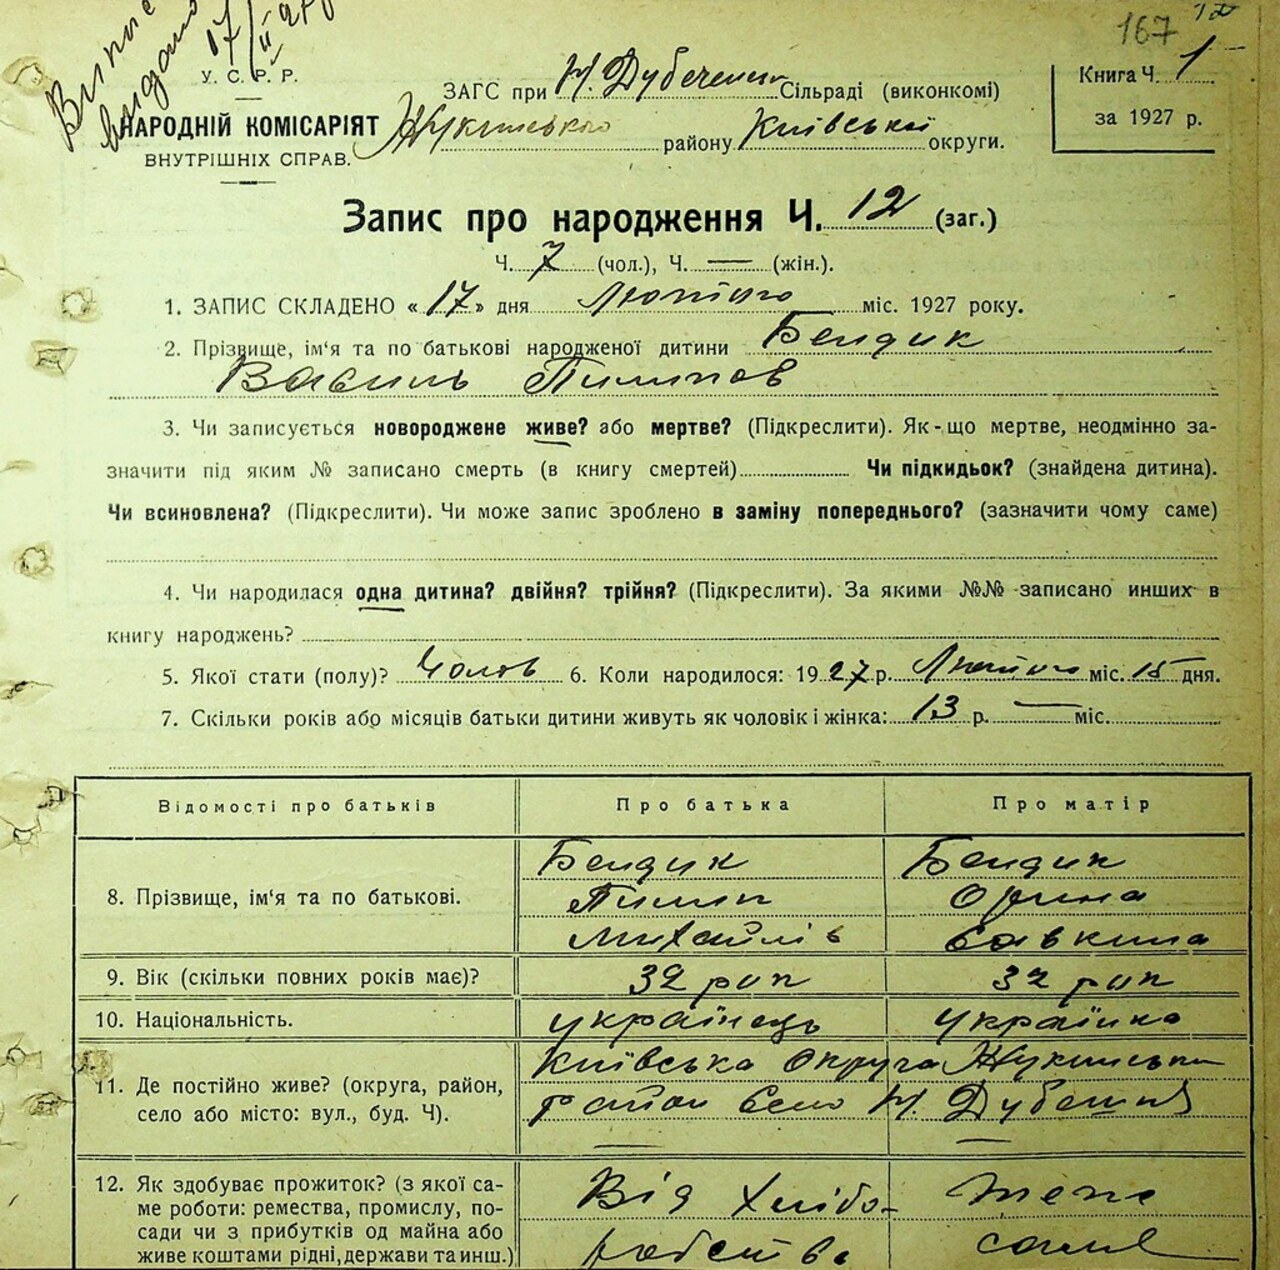 167
Випис
видано 17/II
У. С. Р. Р.
НАРОДНІЙ КОМІСАРІЯТ
ВНУТРІШНІХ СПРАВ.
ЗАГС при Н. Дубеченск Сільраді (виконкомі)
Жукинського району Київської округи.
Книга Ч. 1
за 1927 р.
Запис про народження Ч. 12 (заг.)
Ч. 7 (чол.), Ч. — (жін.).
1. ЗАПИС СКЛАДЕНО « 17 » дня Лютого міс. 1927 року.
2. Прізвище, ім'я та по батькові народженої дитини Бендик
Василь Пилипов
3. Чи записується новороджене живе? або мертве? (Підкреслити). Як-що мертве, неодмінно за-
значити під яким № записано смерть (в книгу смертей) Чи підкидьок? (знайдена дитина).
Чи всиновлена? (Підкреслити). Чи може запис зроблено в заміну попереднього? (зазначити чому саме)
4. Чи народилася одна дитина? двійня? трійня? (Підкреслити). За якими №№ записано инших в
книгу народжень?
5. Якої стати (полу)? Чолов 6. Коли народилося: 1927 р. Лютого міс. 15 дня.
7. Скільки років або місяців батьки дитини живуть як чоловік і жінка: 13 р. — міс.
Відомості про батьків Про батька Про матір
8. Прізвище, ім'я та по батькові.
Бендик Бендик
Пилип Орина
Михайлів Савкина
9. Вік (скільки повних років має)? 32 рок 32 рок
10. Національність. українець українка
11. Де постійно живе? (округа, район,
село або місто: вул., буд. Ч).
Київська округа Жукинськи
район село Н. Дубечня
12. Як здобуває прожиток? (з якої са-
ме роботи: ремества, промислу, по-
сади чи з прибутків од майна або
живе коштами рідні, держави та инш.)
Від хлібо- теж
робства саме